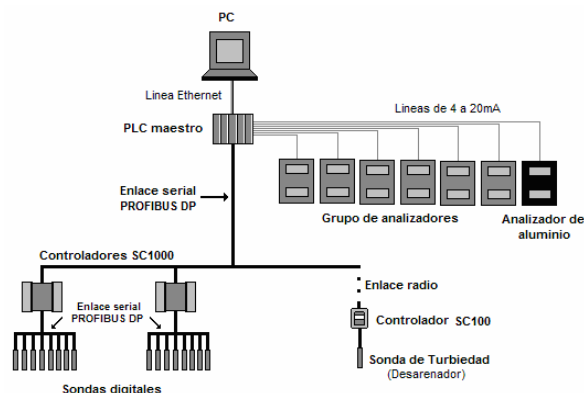 PC
Linea Ethernet
Lineas de 4 a 20mA
PLC maestro
Enlace serial
PROFIBUS DP
Grupo de analizadores
Analizador de
aluminio
Controladores SC1000
Enlace radio
Enlace serial
PROFIBUS DP
Controlador SC100
Sonda de Turbiedad
(Desarenador)
Sondas digitales